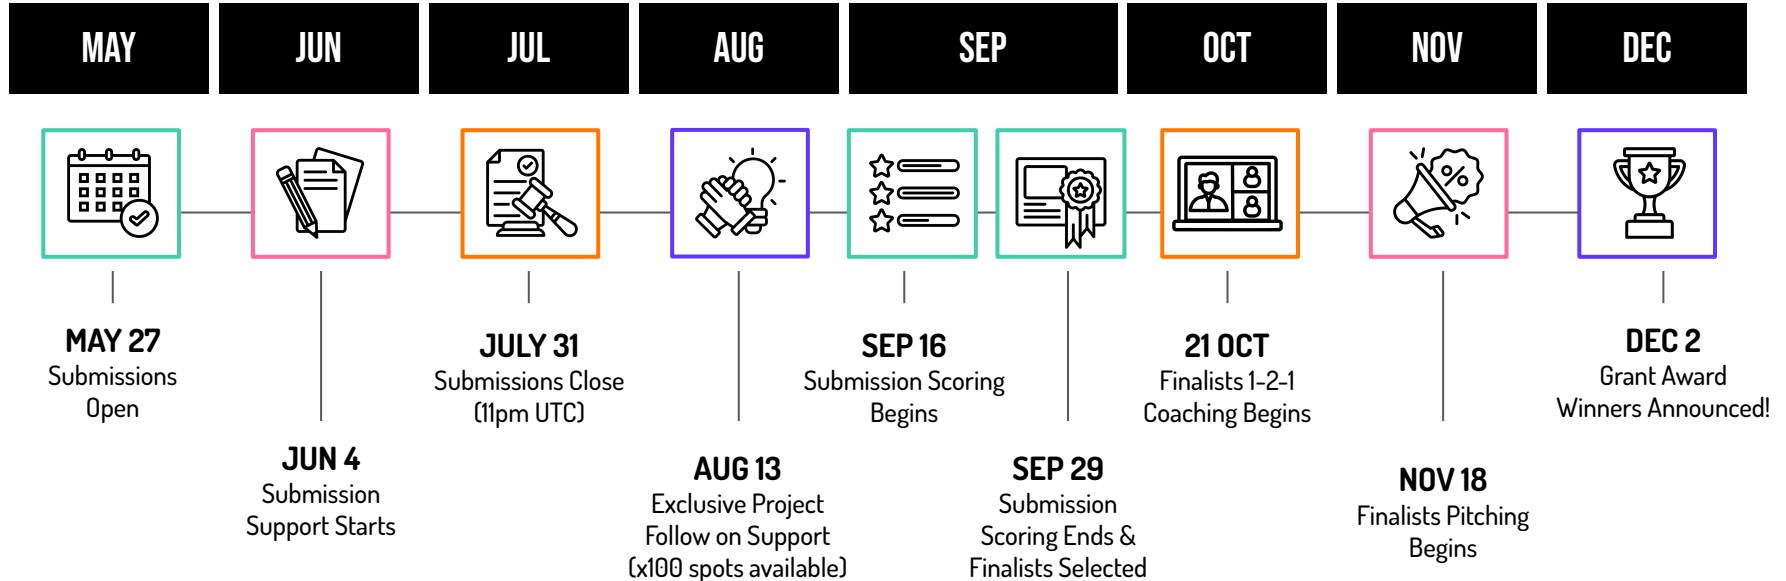 MAY
JUN
JUL
AUG
SEP
OCT
NOV
DEC
MAY 27
Submissions
Open
JUN 4
Submission
Support Starts
JULY 31
Submissions Close
(11pm UTC)
AUG 13
Exclusive Project
Follow on Support
(x100 spots available)
SEP 16
Submission Scoring
Begins
SEP 29
Submission
Scoring Ends &
Finalists Selected
21 OCT
Finalists 1-2-1
Coaching Begins
NOV 18
Finalists Pitching
Begins
DEC 2
Grant Award
Winners Announced!